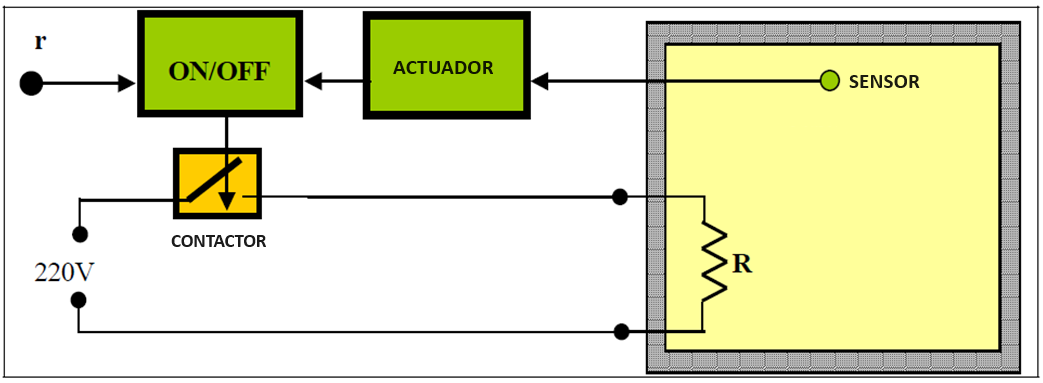 r
ON/OFF
ACTUADOR
SENSOR
CONTACTOR
220V
R